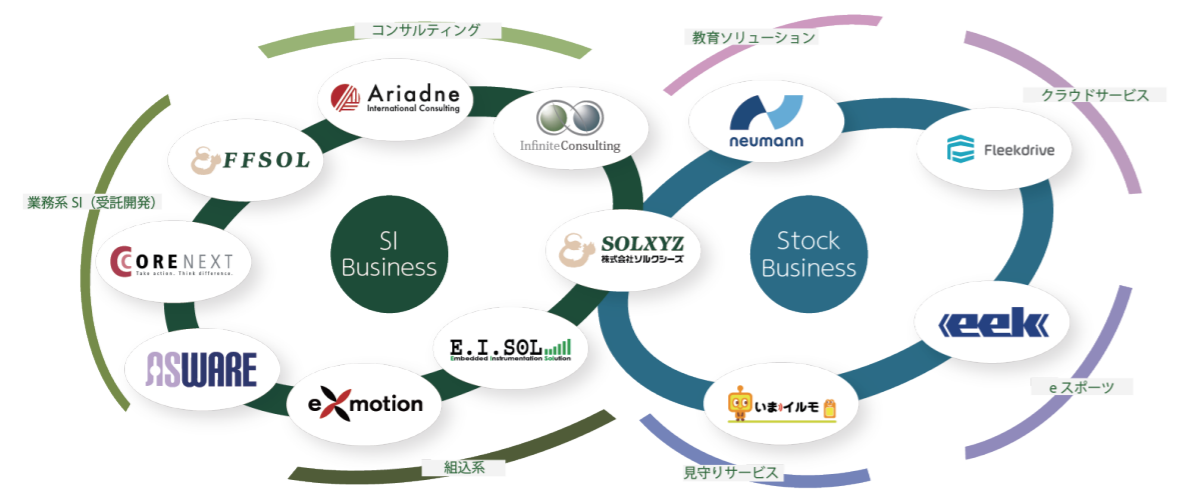 コンサルティング
Ariadne
International Consulting
InfiniteConsulting
FFSOL
業務系 SI（受託開発）
CORENEXT
Take action. Think difference.
ASWARE
eXmotion
E.I.SOL
Embedded Instrumentation Solution
組込系
SI
Business
SOLXYZ
株式会社ソルクシーズ
教育ソリューション
neumann
クラウドサービス
Fleekdrive
Stock
Business
eek
eスポーツ
いまイルモ
見守りサービス